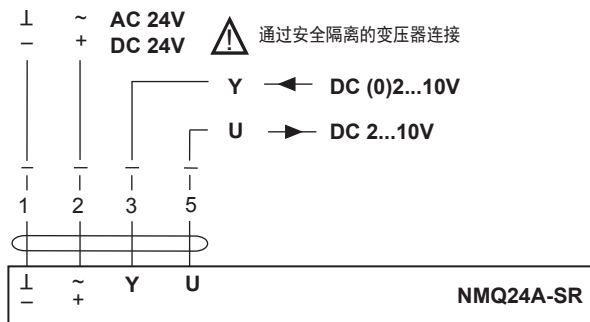 ⊥ ~ AC 24V
− + DC 24V
通过安全隔离的变压器连接
Y DC (0)2...10V
U DC 2...10V
1 2 3 5
⊥ ~ Y U
− +
NMQ24A-SR